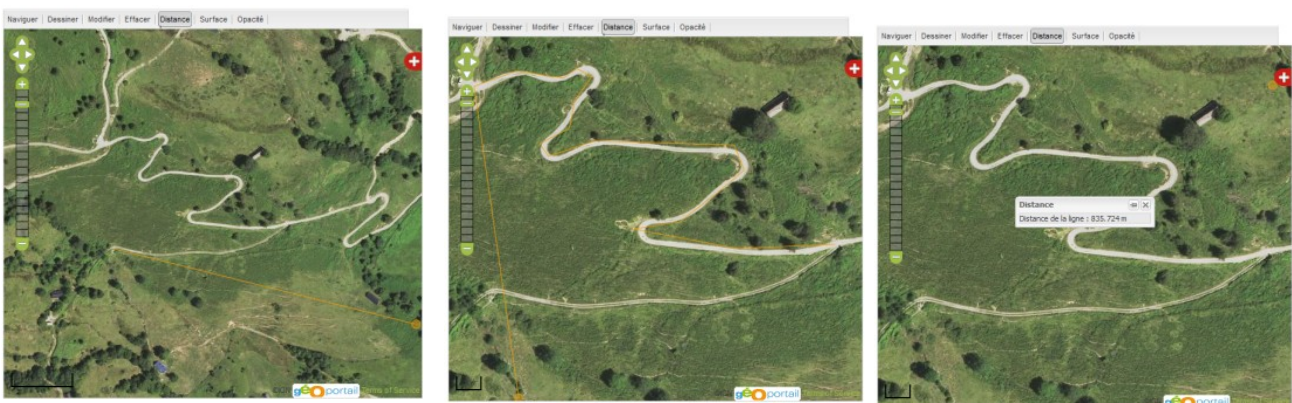 Naviguer | Dessiner | Modifier | Effacer | Distance | Surface | Opacité
géOportail Terms of Service
Naviguer | Dessiner | Modifier | Effacer | Distance | Surface | Opacité
géOportail
Naviguer | Dessiner | Modifier | Effacer | Distance | Surface | Opacité
Distance
Distance de la ligne : 835.724 m
géOportail